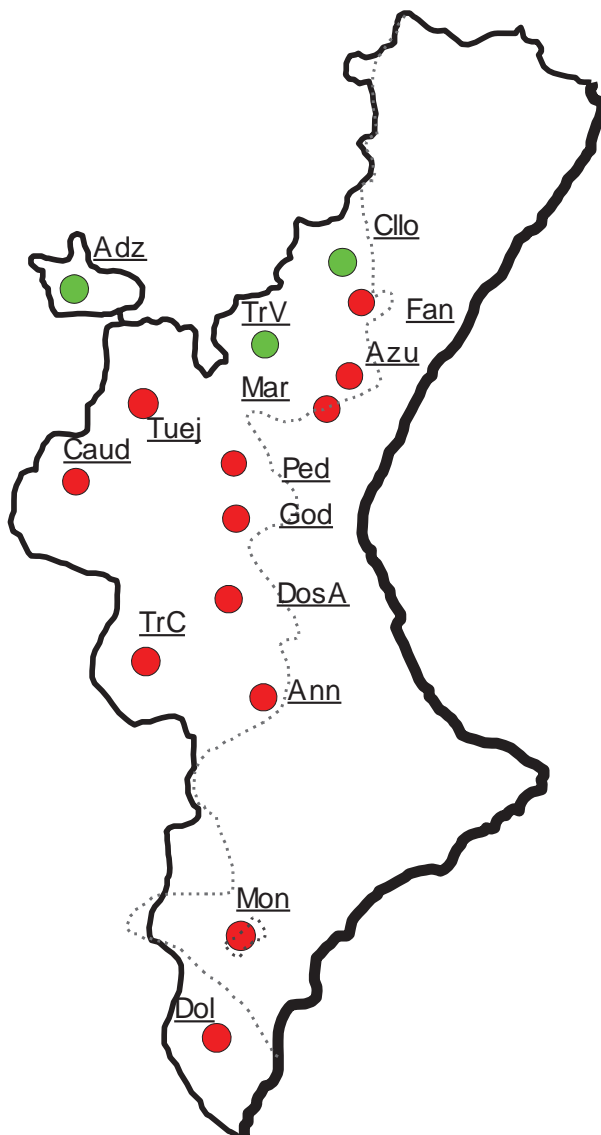 Cllo
Adz
Fan
TrV
Azu
Mar
Tuej
Caud
Ped
God
DosA
TrC
Ann
Mon
Dol